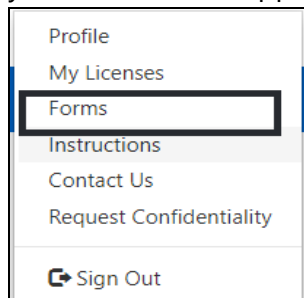 Profile
My Licenses
Forms
Instructions
Contact Us
Request Confidentiality
Sign Out